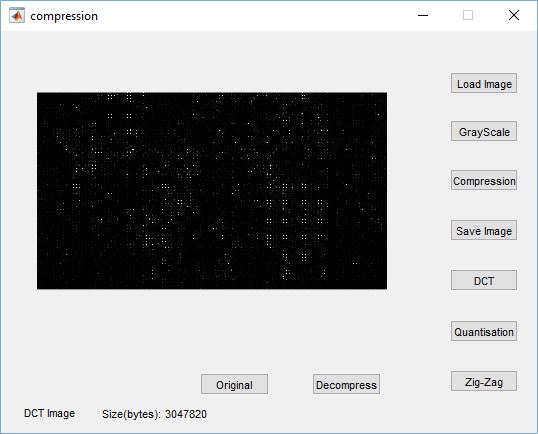 compression
Load Image
GrayScale
Compression
Save Image
DCT
Quantisation
Zig-Zag
Original
Decompress
DCT Image
Size(bytes): 3047820